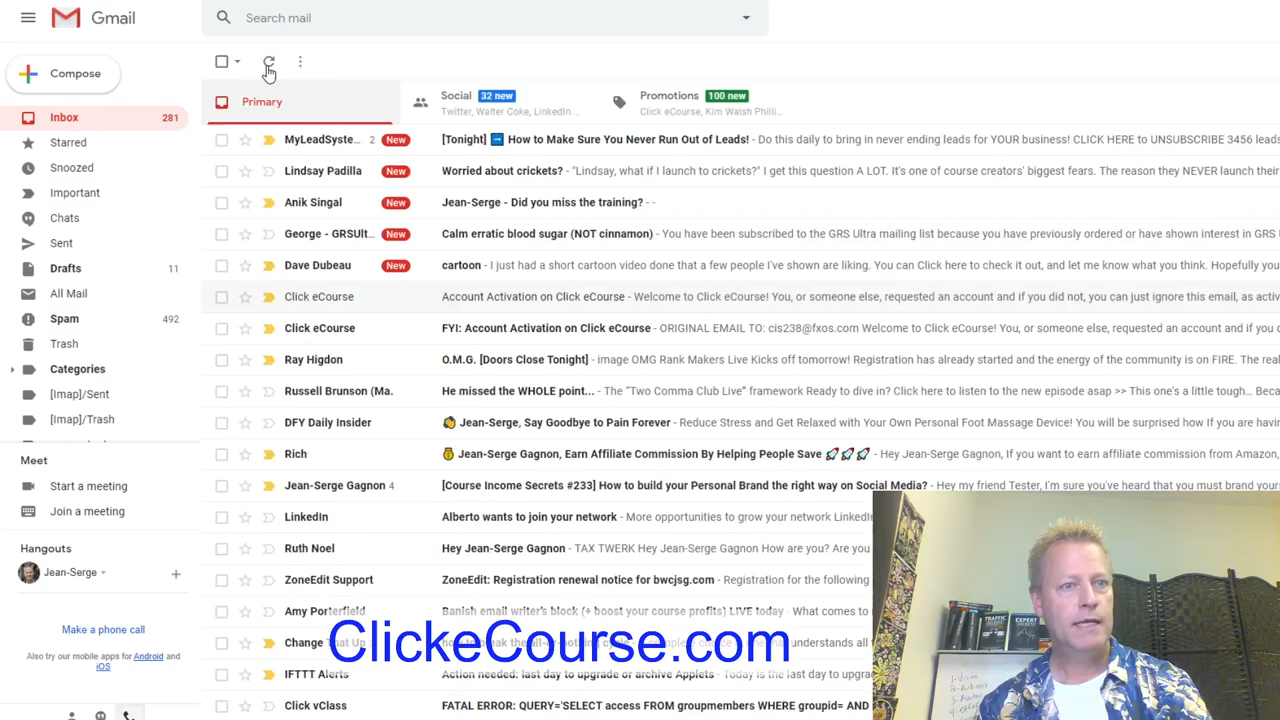 Gmail
Search mail
Compose
Inbox 281
Starred
Snoozed
Important
Chats
Sent
Drafts 11
All Mail
Spam 492
Trash
Categories
[Imap]/Sent
[Imap]/Trash
Meet
Start a meeting
Join a meeting
Hangouts
Jean-Serge
Make a phone call
Also try our mobile apps for Android and
iOS
Primary
Social 32 new
Twitter, Walter Coke, LinkedIn ...
Promotions 100 new
Click eCourse, Kim Walsh Philli...
MyLeadSyste... 2 New [Tonight] How to Make Sure You Never Run Out of Leads! - Do this daily to bring in never ending leads for YOUR business! CLICK HERE to UNSUBSCRIBE 3456 lead
Lindsay Padilla New Worried about crickets? - "Lindsay, what if I launch to crickets?" I get this question A LOT. It's one of course creators' biggest fears. The reason they NEVER launch their
Anik Singal New Jean-Serge - Did you miss the training? - -
George - GRSUlt... New Calm erratic blood sugar (NOT cinnamon) - You have been subscribed to the GRS Ultra mailing list because you have previously ordered or have shown interest in GRS
Dave Dubeau New cartoon - I just had a short cartoon video done that a few people I've shown are liking. You can Click here to check it out, and let me know what you think. Hopefully you
Click eCourse Account Activation on Click eCourse - Welcome to Click eCourse! You, or someone else, requested an account and if you did not, you can just ignore this email, as activ
Click eCourse FYI: Account Activation on Click eCourse - ORIGINAL EMAIL TO: cis238@fxos.com Welcome to Click eCourse! You, or someone else, requested an account and if you d
Ray Higdon O.M.G. [Doors Close Tonight] - image OMG Rank Makers Live Kicks off tomorrow! Registration has already started and the energy of the community is on FIRE. The real
Russell Brunson (Ma. He missed the WHOLE point... - The "Two Comma Club Live" framework Ready to dive in? Click here to listen to the new episode asap >> This one's a little tough... Beca
DFY Daily Insider Jean-Serge, Say Goodbye to Pain Forever - Reduce Stress and Get Relaxed with Your Own Personal Foot Massage Device! You will be surprised how If you are havin
Rich Jean-Serge Gagnon, Earn Affiliate Commission By Helping People Save - Hey Jean-Serge Gagnon, If you want to earn affiliate commission from Amazon,
Jean-Serge Gagnon 4 [Course Income Secrets #233] How to build your Personal Brand the right way on Social Media? - Hey my friend Tester, I'm sure you've heard that you must brand yours
LinkedIn Alberto wants to join your network - More opportunities to grow your network LinkedIn
Ruth Noel Hey Jean-Serge Gagnon - TAX TWERK Hey Jean-Serge Gagnon How are you? Are you
ZoneEdit Support ZoneEdit: Registration renewal notice for bwcjsg.com - Registration for the following
Amy Porterfield Banish email writer's block (+ boost your course profits) LIVE today - What comes to
Change That Up understands all
ClickeCourse.com
IFTTT Alerts Action needed: last day to upgrade or archive Applets - Today is the last day to upgra
Click vClass FATAL ERROR: QUERY='SELECT access FROM groupmembers WHERE groupid= AND
TRAFFIC
SECRETS
EXPERT
SECRETS